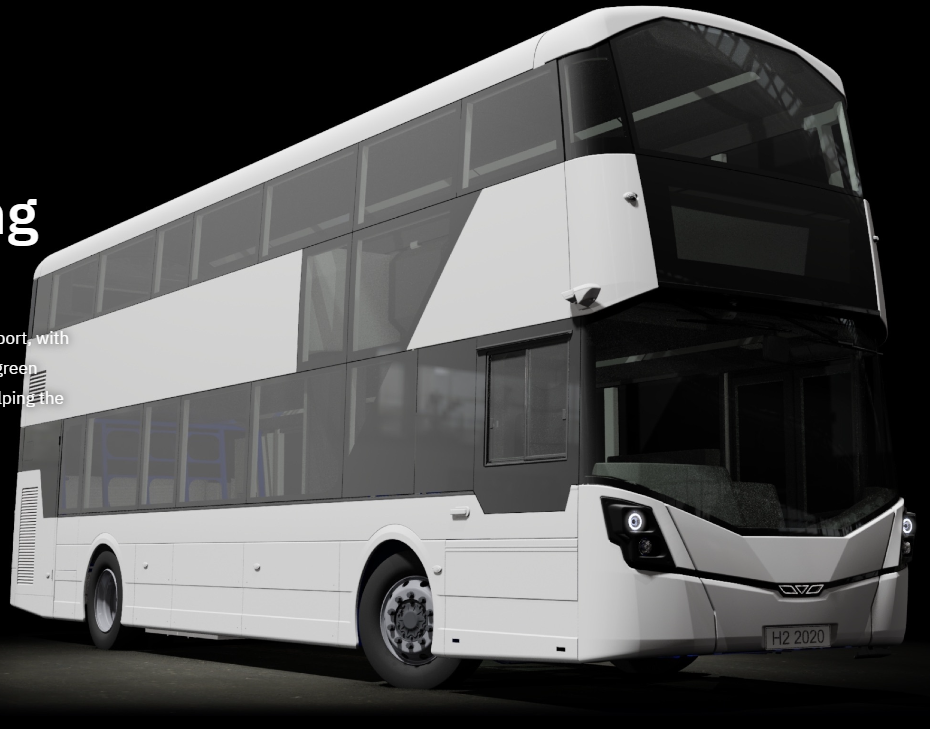 ng
port, with
green
lping the
H2 2020